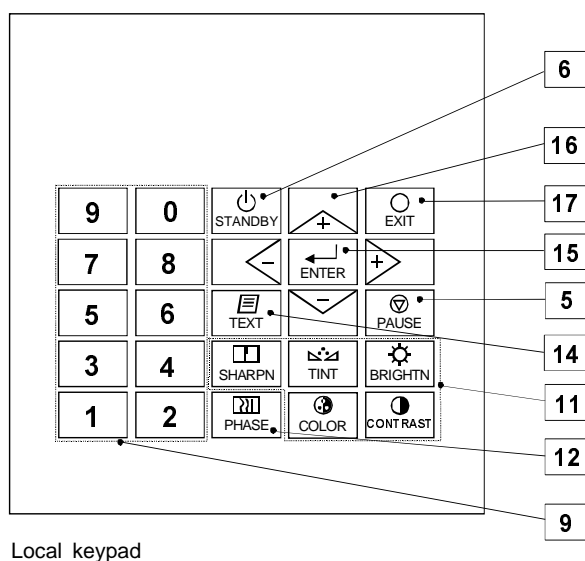 6
16
9 0 STANDBY + EXIT
17
7 8 - ENTER +
15
5 6 TEXT - PAUSE
5
14
3 4 SHARPN TINT BRIGHTN
11
1 2 PHASE COLOR CONTRAST
12
9
Local keypad